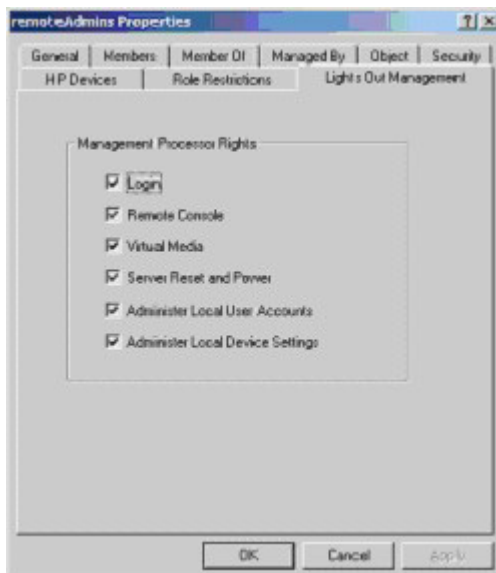 remoteAdmins Properties
General Members Member Of Managed By Object Security
HP Devices Role Restrictions Lights Out Management
Management Processor Rights
Login
Remote Console
Virtual Media
Server Reset and Power
Administer Local User Accounts
Administer Local Device Settings
OK Cancel Apply